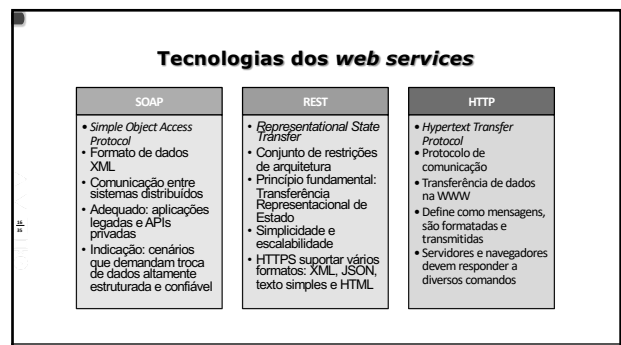 Tecnologias dos web services
SOAP
• Simple Object Access
Protocol
• Formato de dados
XML
• Comunicação entre
sistemas distribuídos
• Adequado: aplicações
legadas e APIs
privadas
• Indicação: cenários
que demandam troca
de dados altamente
estruturada e confiável
REST
• Representational State
Transfer
• Conjunto de restrições
de arquitetura
• Princípio fundamental:
Transferência
Representacional de
Estado
• Simplicidade e
escalabilidade
• HTTPS suportar vários
formatos: XML, JSON,
texto simples e HTML
HTTP
• Hypertext Transfer
Protocol
• Protocolo de
comunicação
• Transferência de dados
na WWW
• Define como mensagens,
são formatadas e
transmitidas
• Servidores e navegadores
devem responder a
diversos comandos
16
35